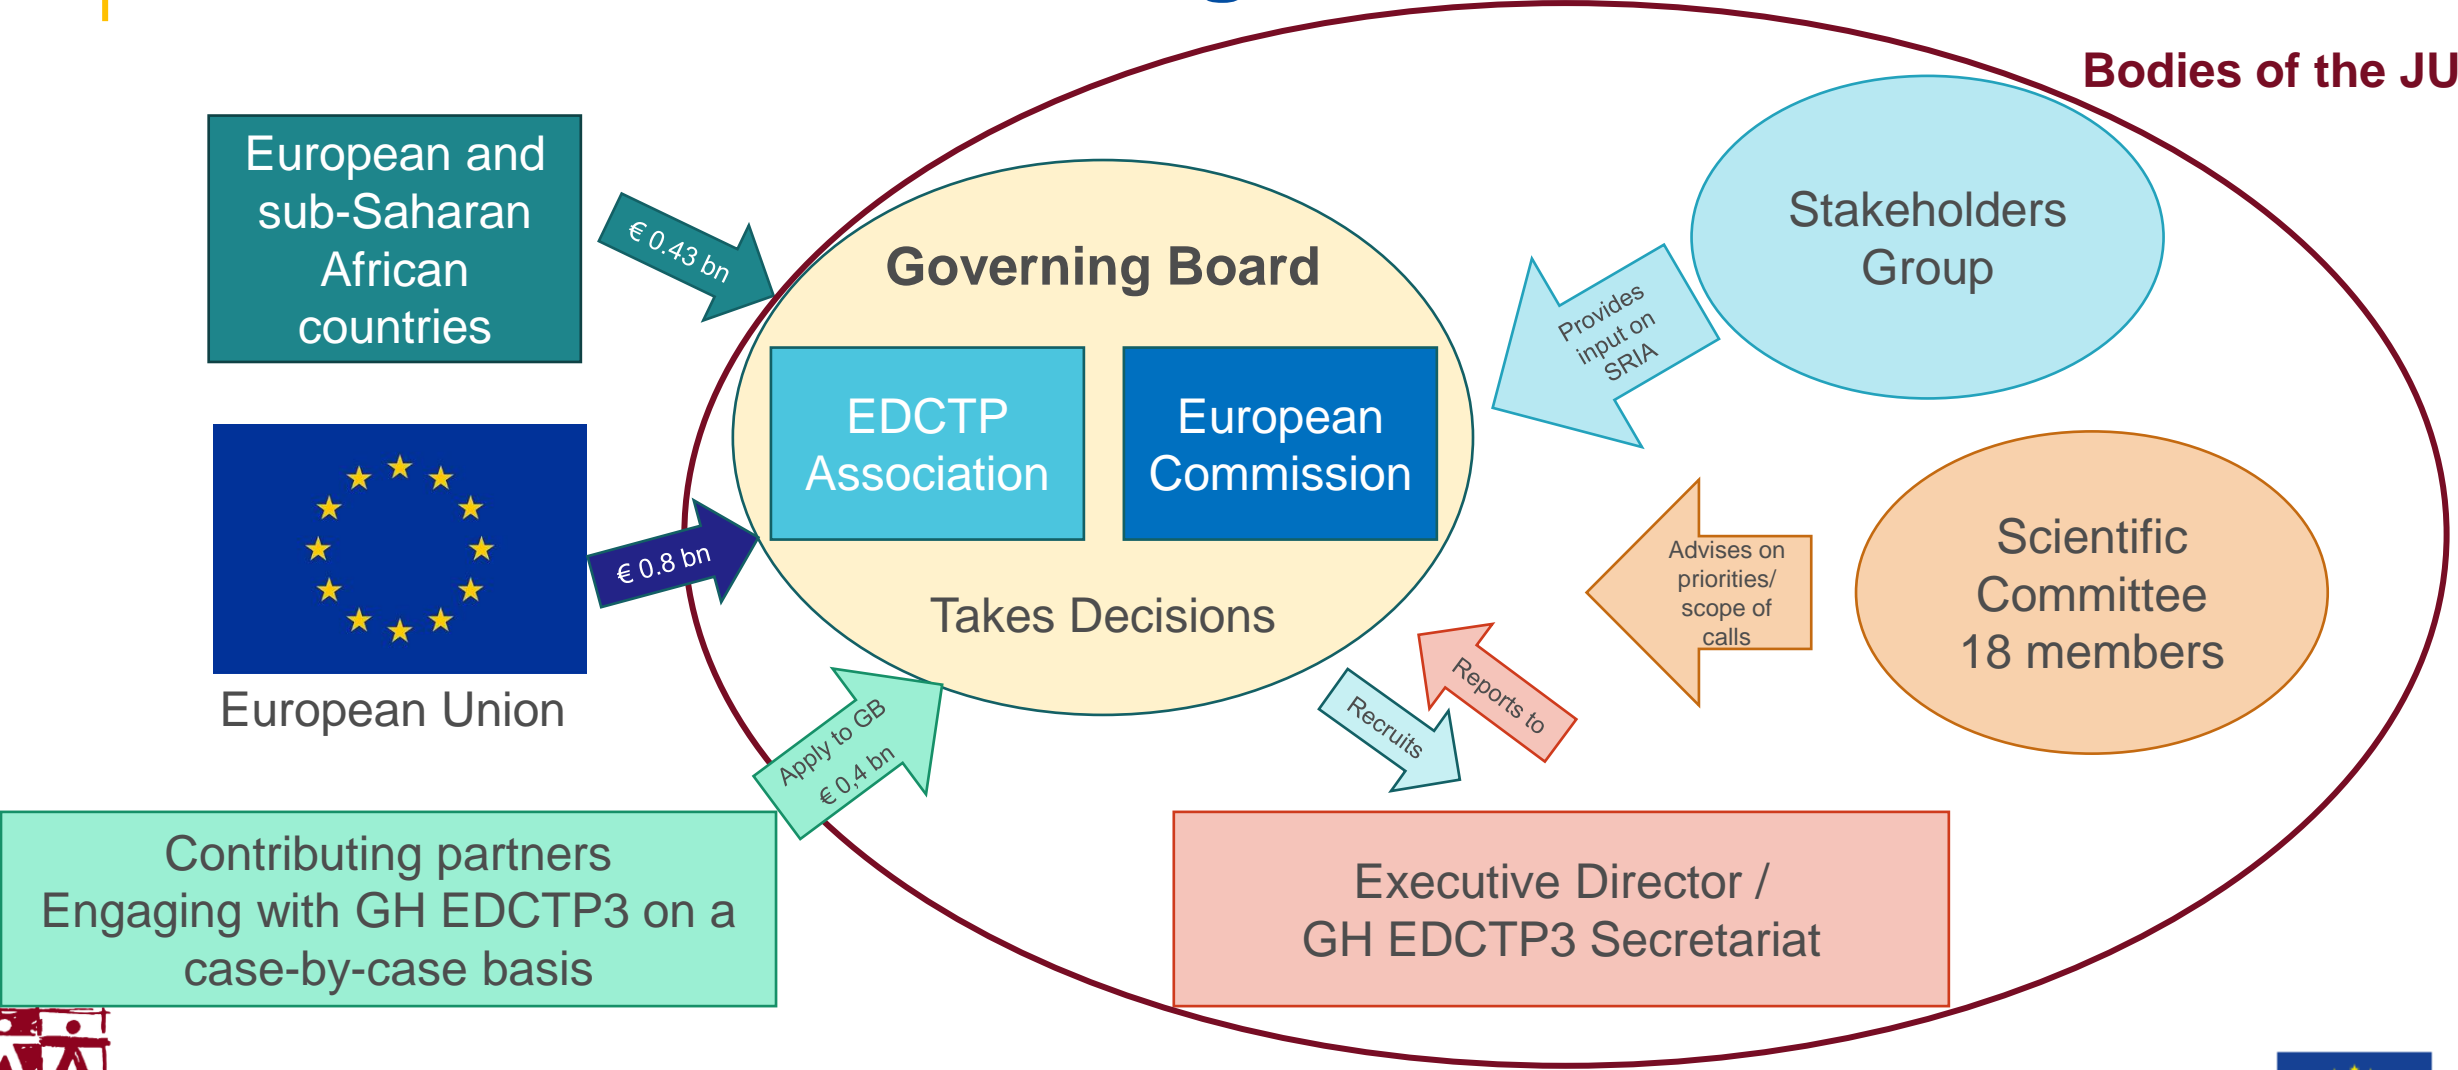 Bodies of the JU
European and
sub-Saharan
African
countries
€ 0.43 bn
Governing Board
EDCTP
Association
European
Commission
Takes Decisions
Stakeholders
Group
Provides
input on
SRIA
€ 0.8 bn
European Union
Advises on
priorities/
scope of
calls
Scientific
Committee
18 members
Apply to GB
€ 0,4 bn
Recruits
Reports to
Contributing partners
Engaging with GH EDCTP3 on a
case-by-case basis
Executive Director /
GH EDCTP3 Secretariat